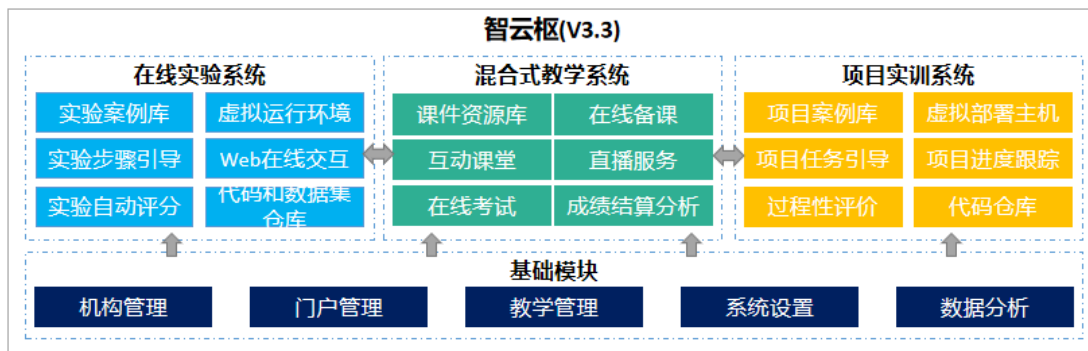 智云枢(V3.3)
在线实验系统
实验案例库
虚拟运行环境
实验步骤引导
Web在线交互
实验自动评分
代码和数据集
仓库
混合式教学系统
课件资源库
在线备课
互动课堂
直播服务
在线考试
成绩结算分析
项目实训系统
项目案例库
虚拟部署主机
项目任务引导
项目进度跟踪
过程性评价
代码仓库
基础模块
机构管理
门户管理
教学管理
系统设置
数据分析